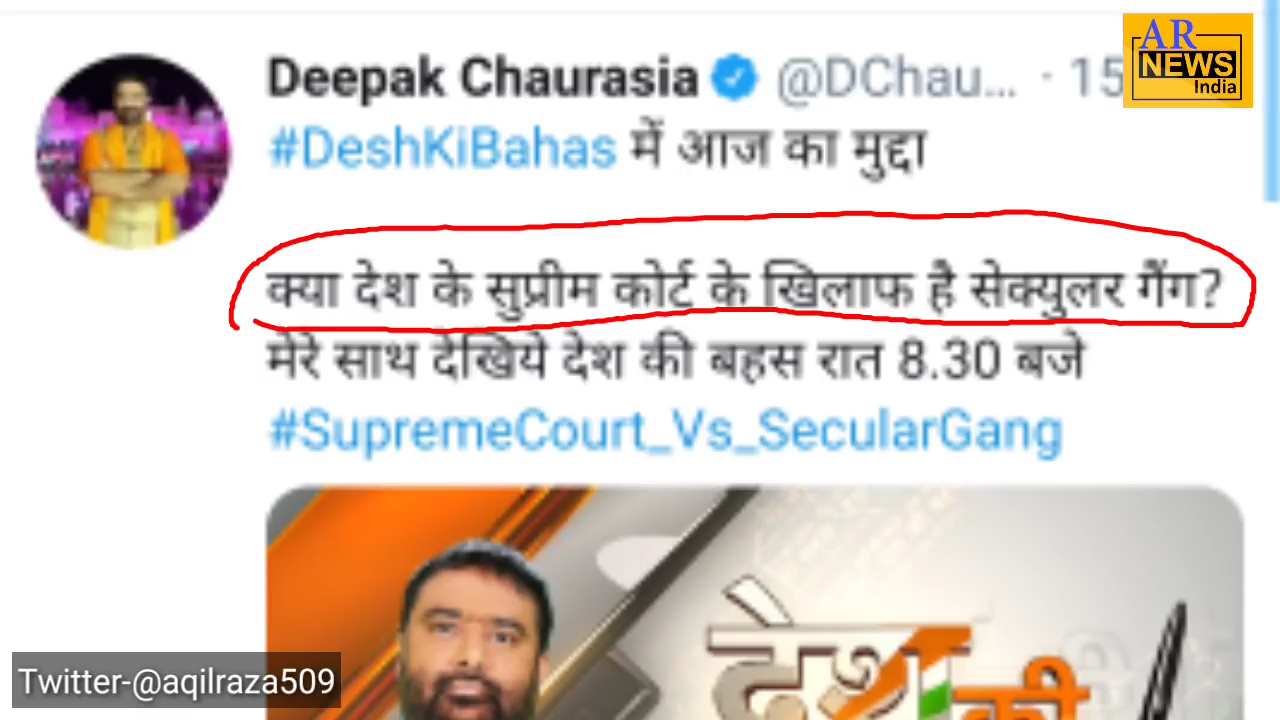 AR
NEWS
India
Deepak Chaurasia @DChau... · 15
#DeshKiBahas में आज का मुद्दा
क्या देश के सुप्रीम कोर्ट के खिलाफ है सेक्युलर गैंग?
मेरे साथ देखिये देश की बहस रात 8.30 बजे
#SupremeCourt_Vs_SecularGang
देश
की
Twitter-@aqilraza509